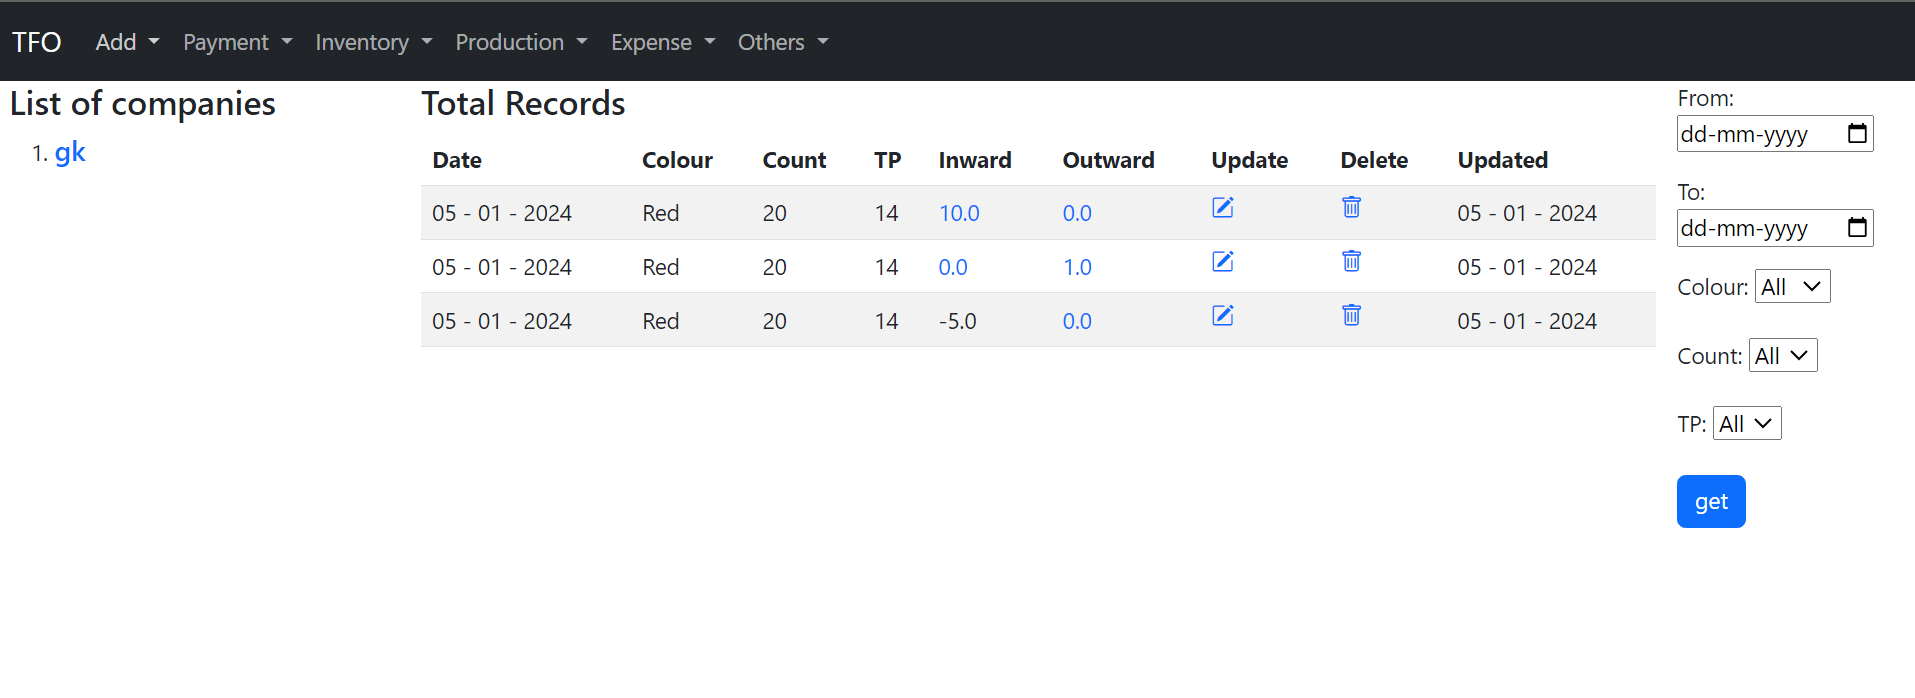 TFO Add Payment Inventory Production Expense Others
List of companies
1. gk
Total Records
Date Colour Count TP Inward Outward Update Delete Updated
05 - 01 - 2024 Red 20 14 10.0 0.0 05 - 01 - 2024
05 - 01 - 2024 Red 20 14 0.0 1.0 05 - 01 - 2024
05 - 01 - 2024 Red 20 14 -5.0 0.0 05 - 01 - 2024
From:
dd-mm-yyyy
To:
dd-mm-yyyy
Colour: All
Count: All
TP: All
get